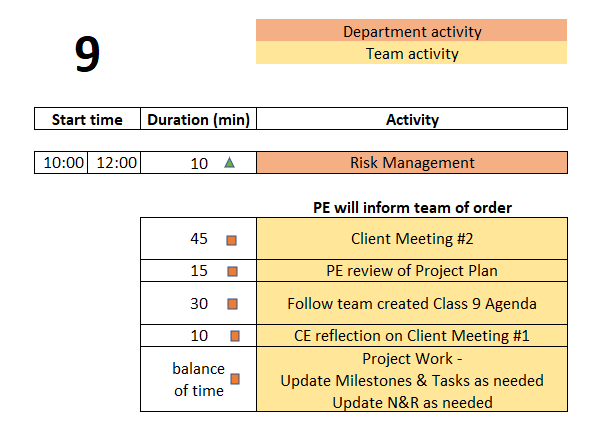 9
Department activity
Team activity
Start time Duration (min) Activity
10:00 12:00 10 Risk Management
PE will inform team of order
45 Client Meeting #2
15 PE review of Project Plan
30 Follow team created Class 9 Agenda
10 CE reflection on Client Meeting #1
balance of time
Project Work -
Update Milestones & Tasks as needed
Update N&R as needed